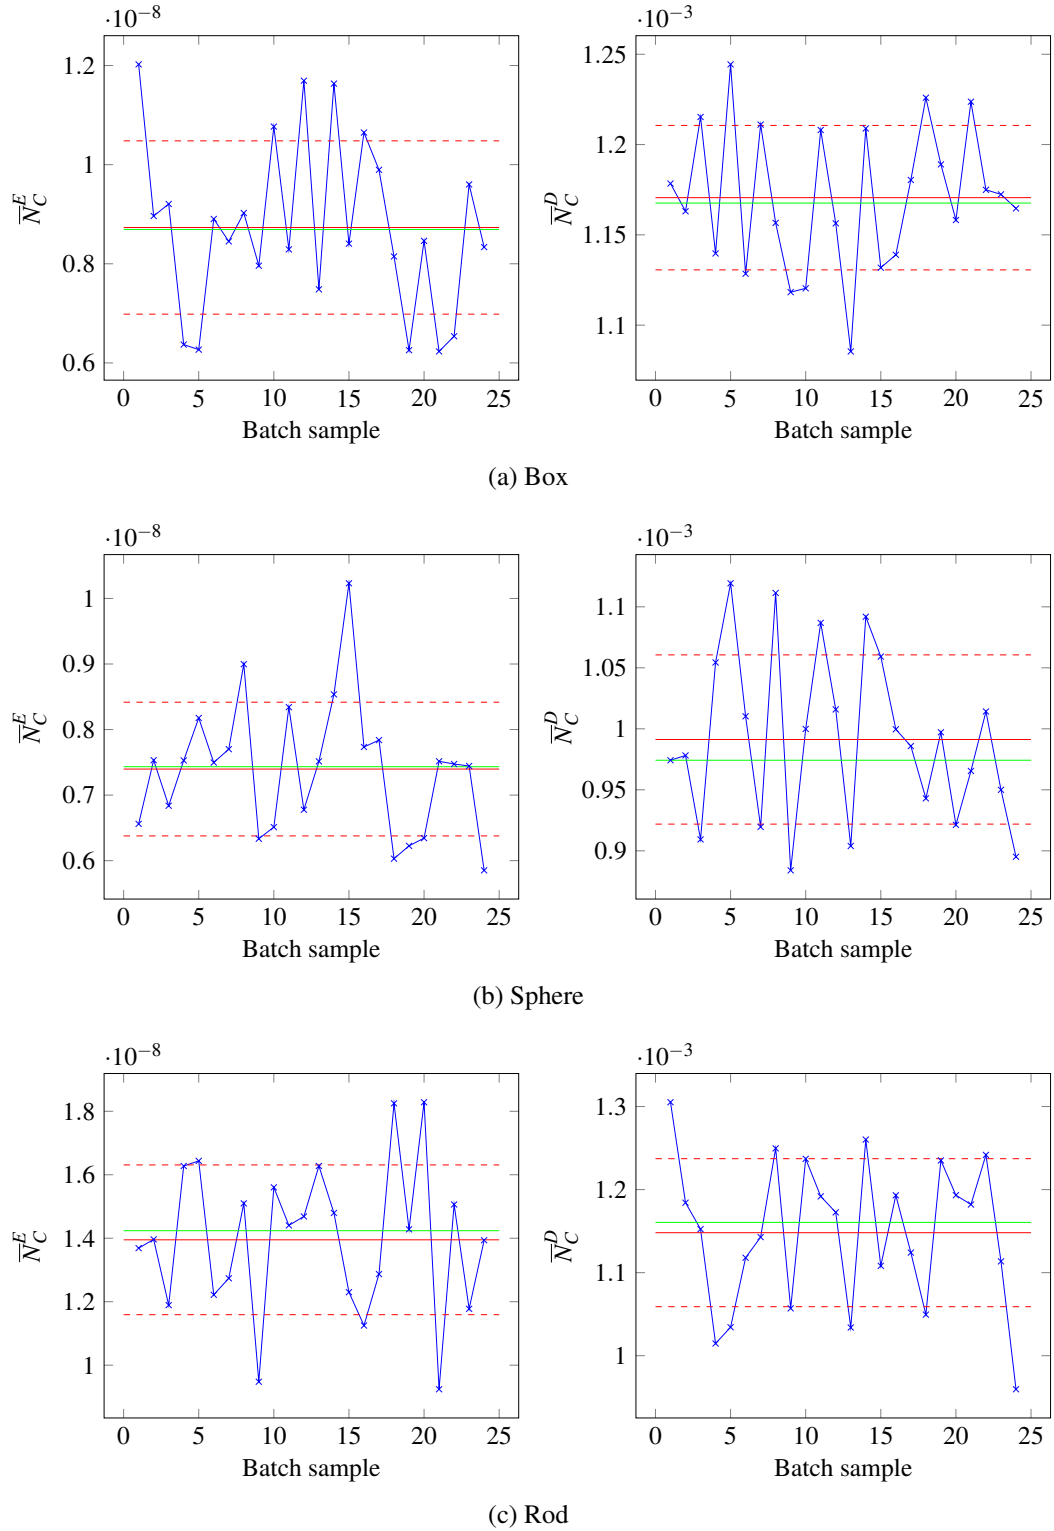 ·10−8
1.2
1
0.8
0.6
N̅_C^E
0 5 10 15 20 25
Batch sample
·10−3
1.25
1.2
1.15
1.1
N̅_C^D
0 5 10 15 20 25
Batch sample
(a) Box
·10−8
1
0.9
0.8
0.7
0.6
N̅_C^E
0 5 10 15 20 25
Batch sample
·10−3
1.1
1.05
1
0.95
0.9
N̅_C^D
0 5 10 15 20 25
Batch sample
(b) Sphere
·10−8
1.8
1.6
1.4
1.2
1
N̅_C^E
0 5 10 15 20 25
Batch sample
·10−3
1.3
1.2
1.1
1
N̅_C^D
0 5 10 15 20 25
Batch sample
(c) Rod